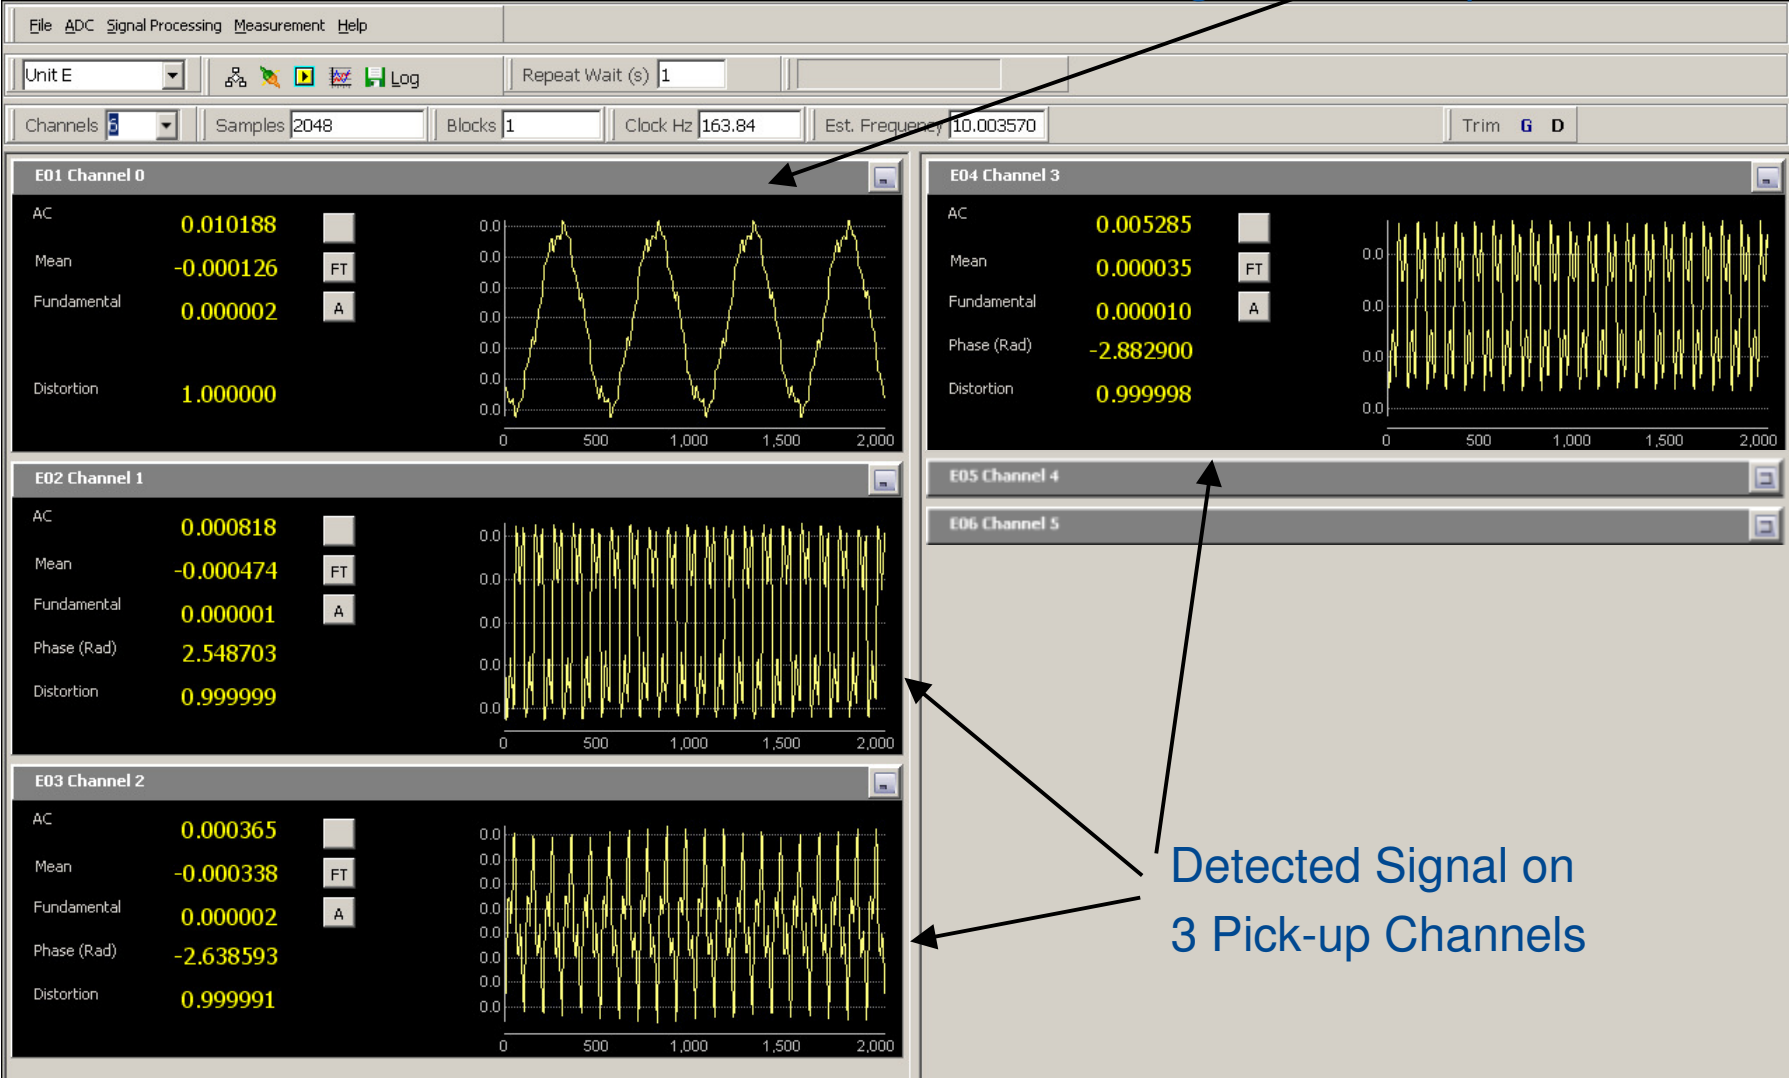 File ADC Signal Processing Measurement Help
Unit E Log Repeat Wait (s) 1
Channels 6 Samples 2048 Blocks 1 Clock Hz 163.84 Est. Frequency 10.003570 Trim G D
E01 Channel 0
AC 0.010188
Mean -0.000126 FT
Fundamental 0.000002 A
Distortion 1.000000
0.0
0.0
0.0
0.0
0.0
0.0
0.0
0 500 1,000 1,500 2,000
E02 Channel 1
AC 0.000818
Mean -0.000474 FT
Fundamental 0.000001 A
Phase (Rad) 2.548703
Distortion 0.999999
0.0
0.0
0.0
0.0
0.0
0 500 1,000 1,500 2,000
E03 Channel 2
AC 0.000365
Mean -0.000338 FT
Fundamental 0.000002 A
Phase (Rad) -2.638593
Distortion 0.999991
0.0
0.0
0.0
0.0
0.0
0.0
0.0
0.0
0 500 1,000 1,500 2,000
E04 Channel 3
AC 0.005285
Mean 0.000035 FT
Fundamental 0.000010 A
Phase (Rad) -2.882900
Distortion 0.999998
0.0
0.0
0.0
0.0
0 500 1,000 1,500 2,000
E05 Channel 4
E06 Channel 5
Detected Signal on
3 Pick-up Channels